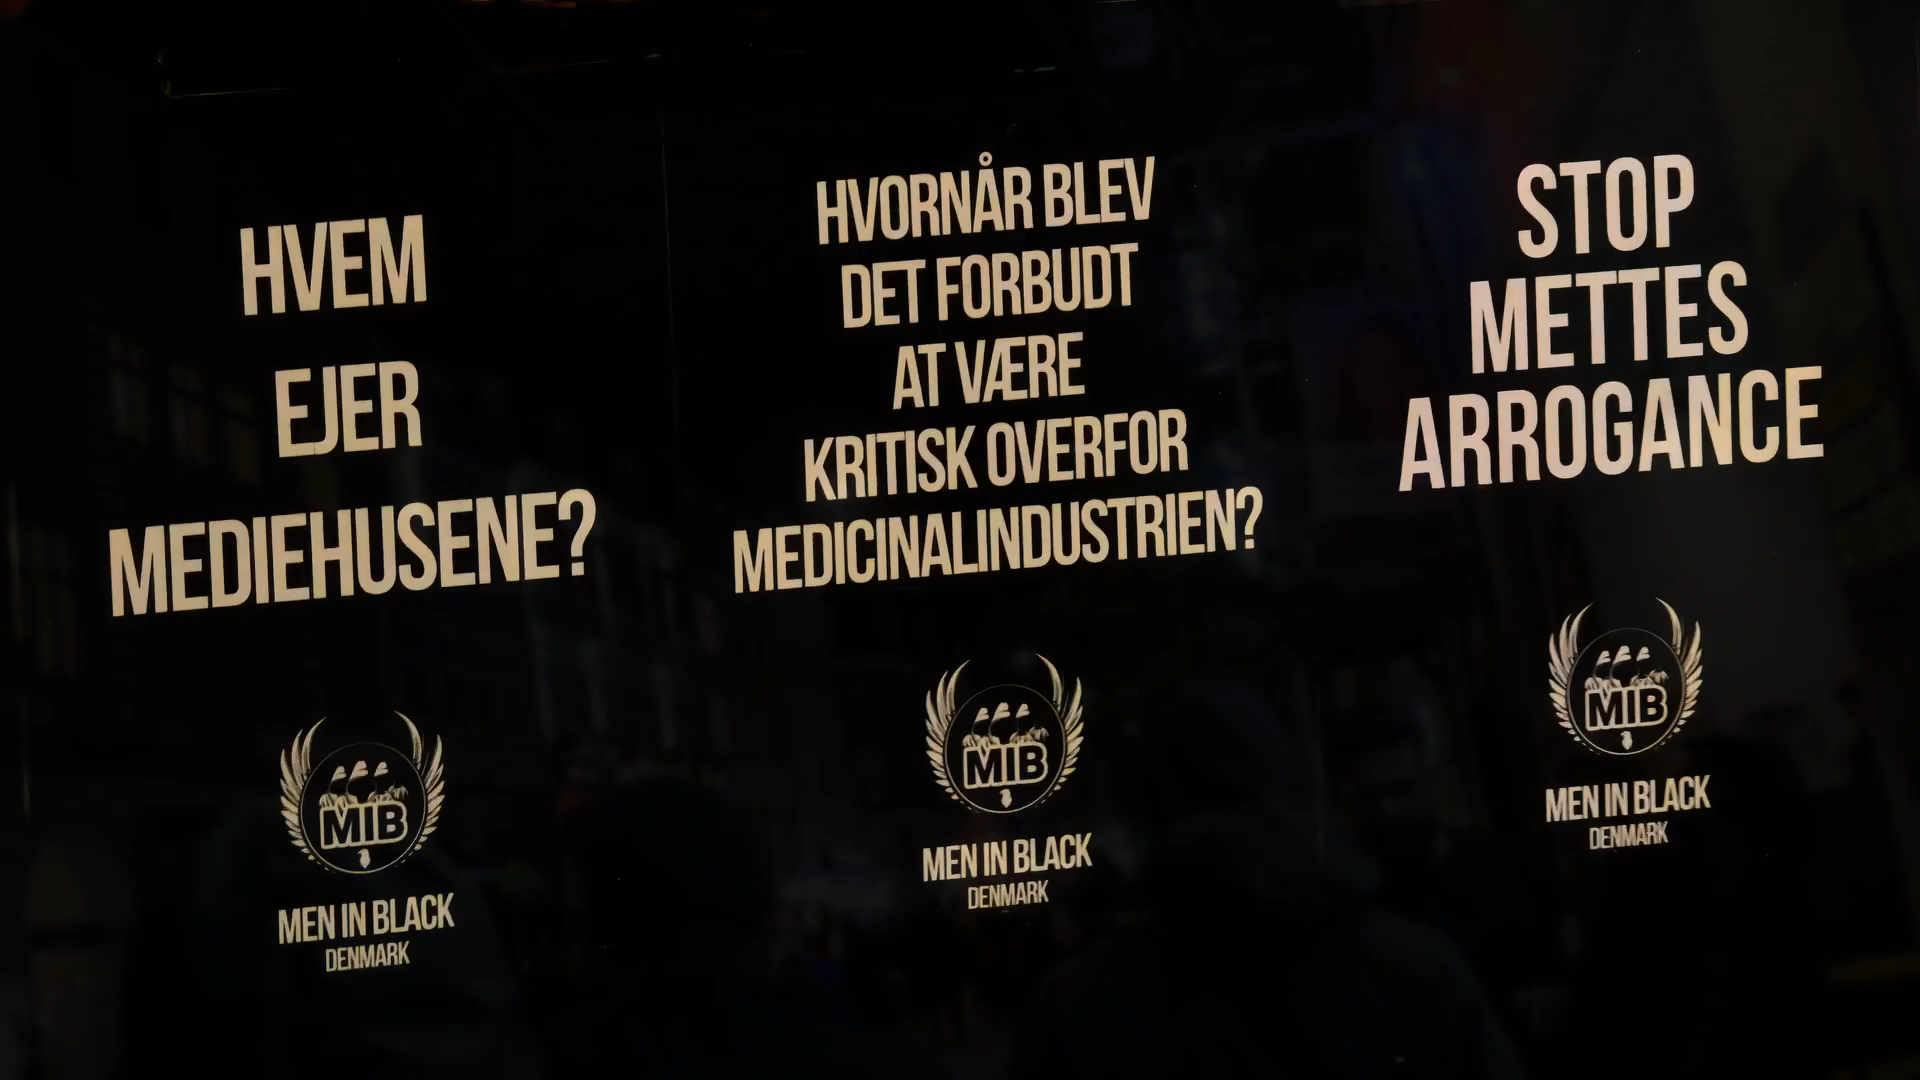 HVEM
EJER
MEDIEHUSENE?
MIB
MEN IN BLACK
DENMARK
HVORNÅR BLEV
DET FORBUDT
AT VÆRE
KRITISK OVERFOR
MEDICINALINDUSTRIEN?
MIB
MEN IN BLACK
DENMARK
STOP
METTES
ARROGANCE
MIB
MEN IN BLACK
DENMARK